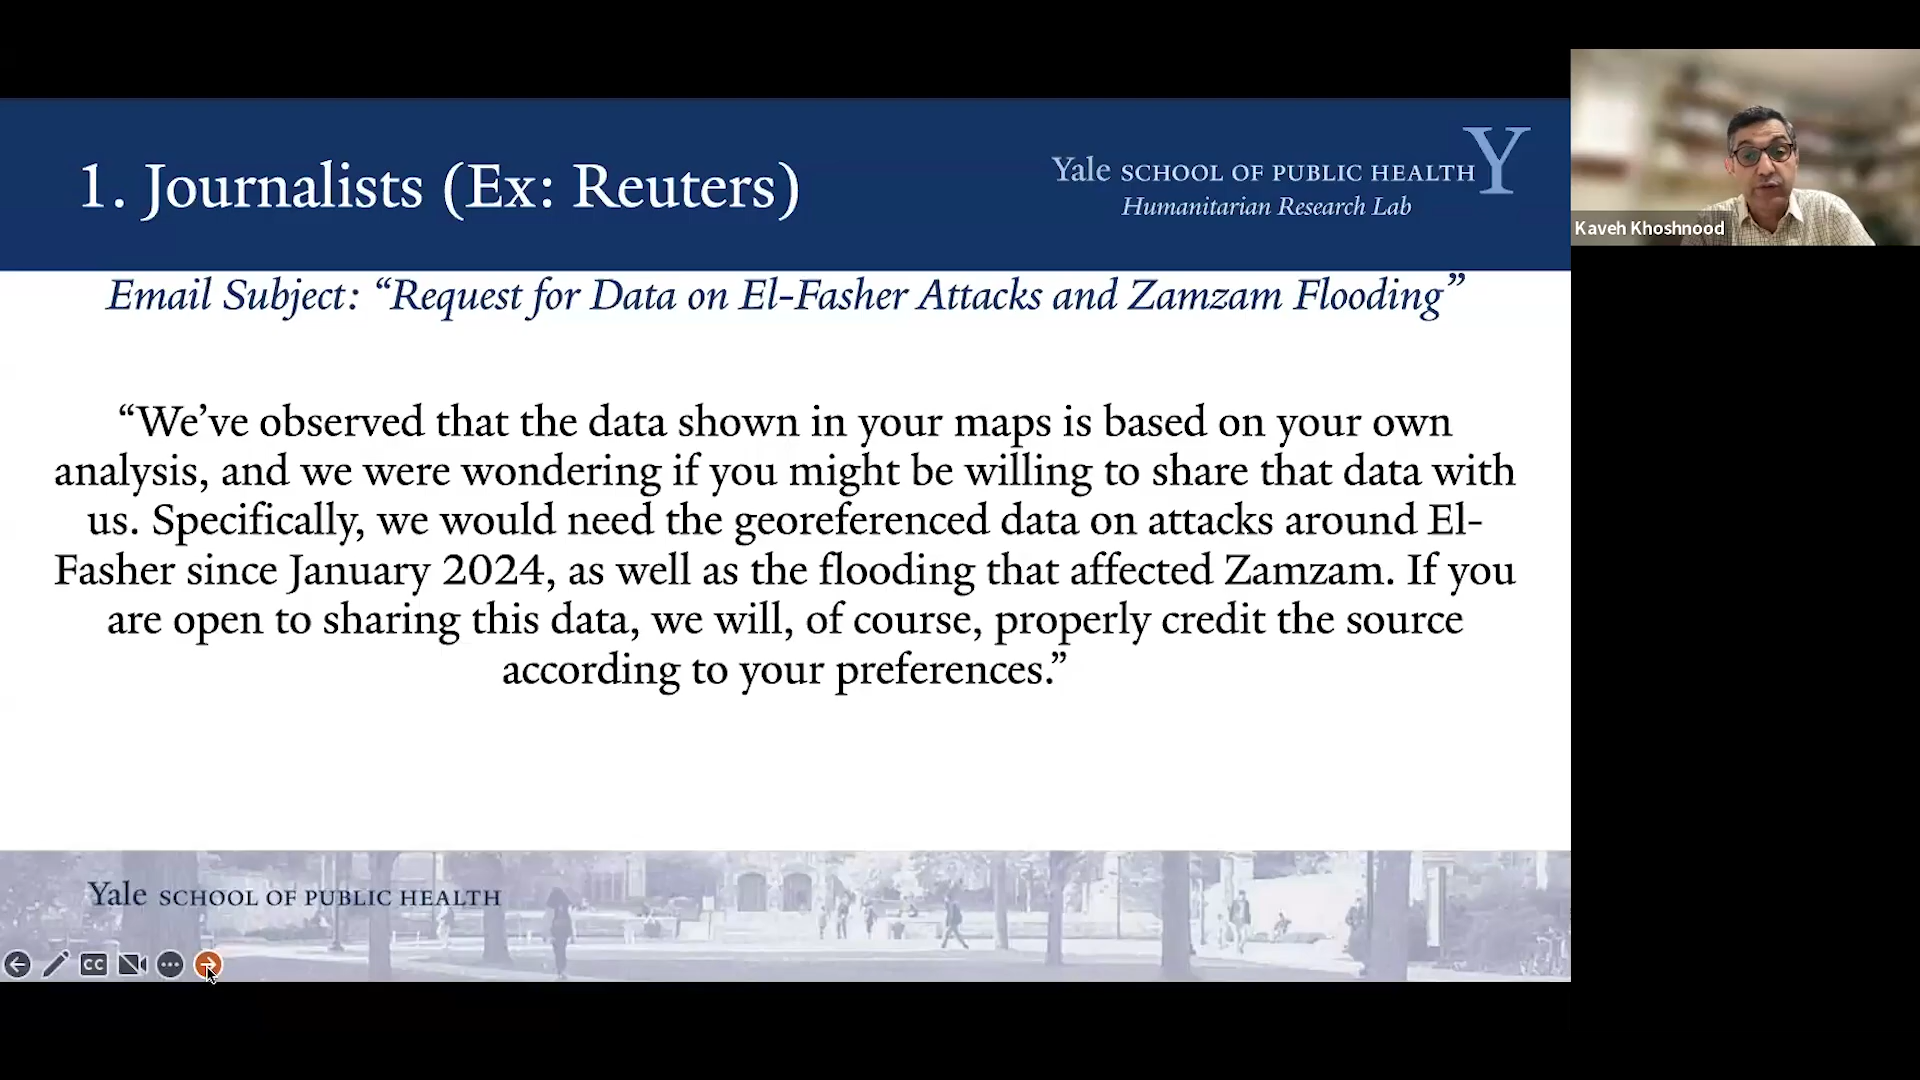 1. Journalists (Ex: Reuters)
Yale SCHOOL OF PUBLIC HEALTH
Y
Humanitarian Research Lab
Kaveh Khoshnood
Email Subject: “Request for Data on El-Fasher Attacks and Zamzam Flooding”
“We’ve observed that the data shown in your maps is based on your own
analysis, and we were wondering if you might be willing to share that data with
us. Specifically, we would need the georeferenced data on attacks around El-
Fasher since January 2024, as well as the flooding that affected Zamzam. If you
are open to sharing this data, we will, of course, properly credit the source
according to your preferences.”
Yale SCHOOL OF PUBLIC HEALTH
CC